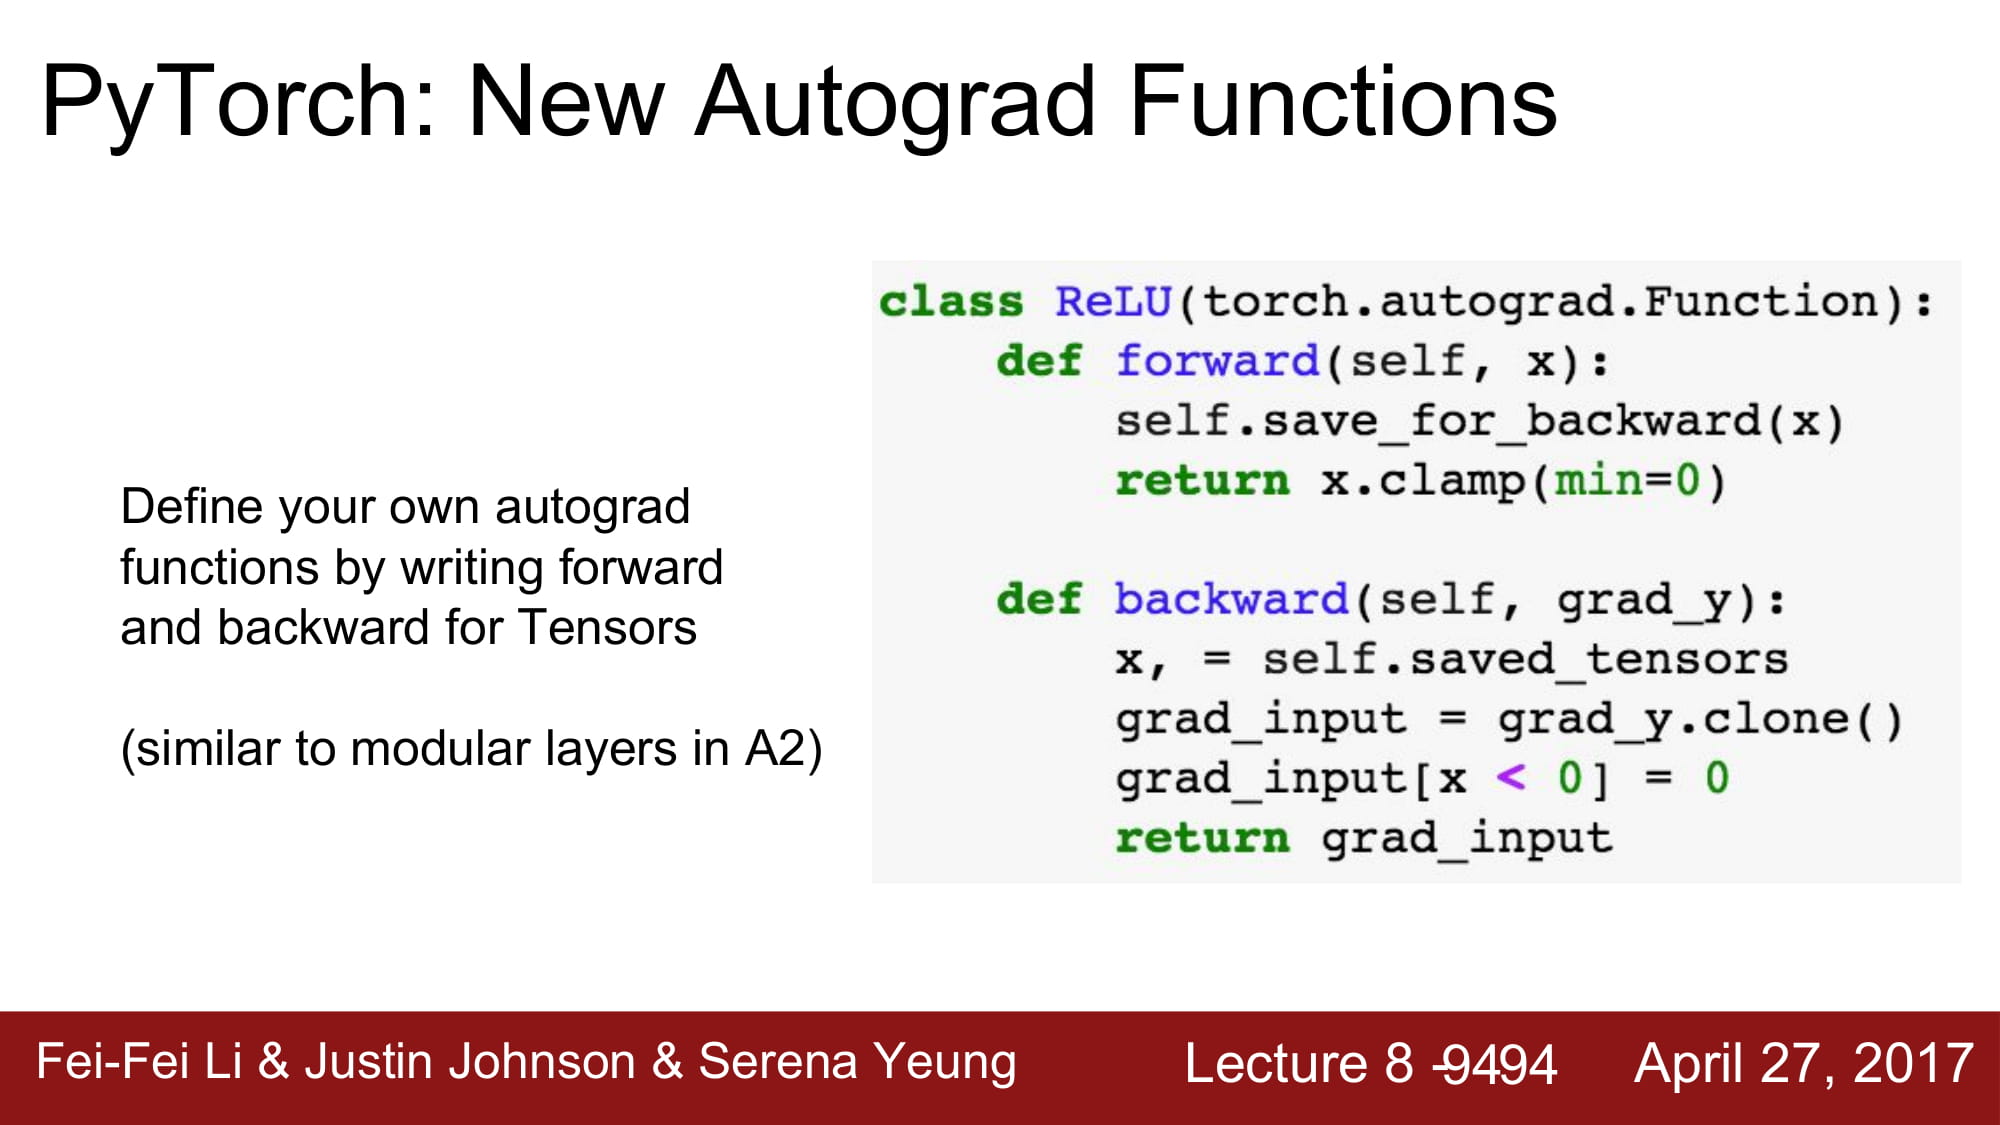 PyTorch: New Autograd Functions
Define your own autograd
functions by writing forward
and backward for Tensors
(similar to modular layers in A2)
class ReLU(torch.autograd.Function):
    def forward(self, x):
        self.save_for_backward(x)
        return x.clamp(min=0)
    def backward(self, grad_y):
        x, = self.saved_tensors
        grad_input = grad_y.clone()
        grad_input[x < 0] = 0
        return grad_input
Fei-Fei Li & Justin Johnson & Serena Yeung
Lecture 8 -9494
April 27, 2017